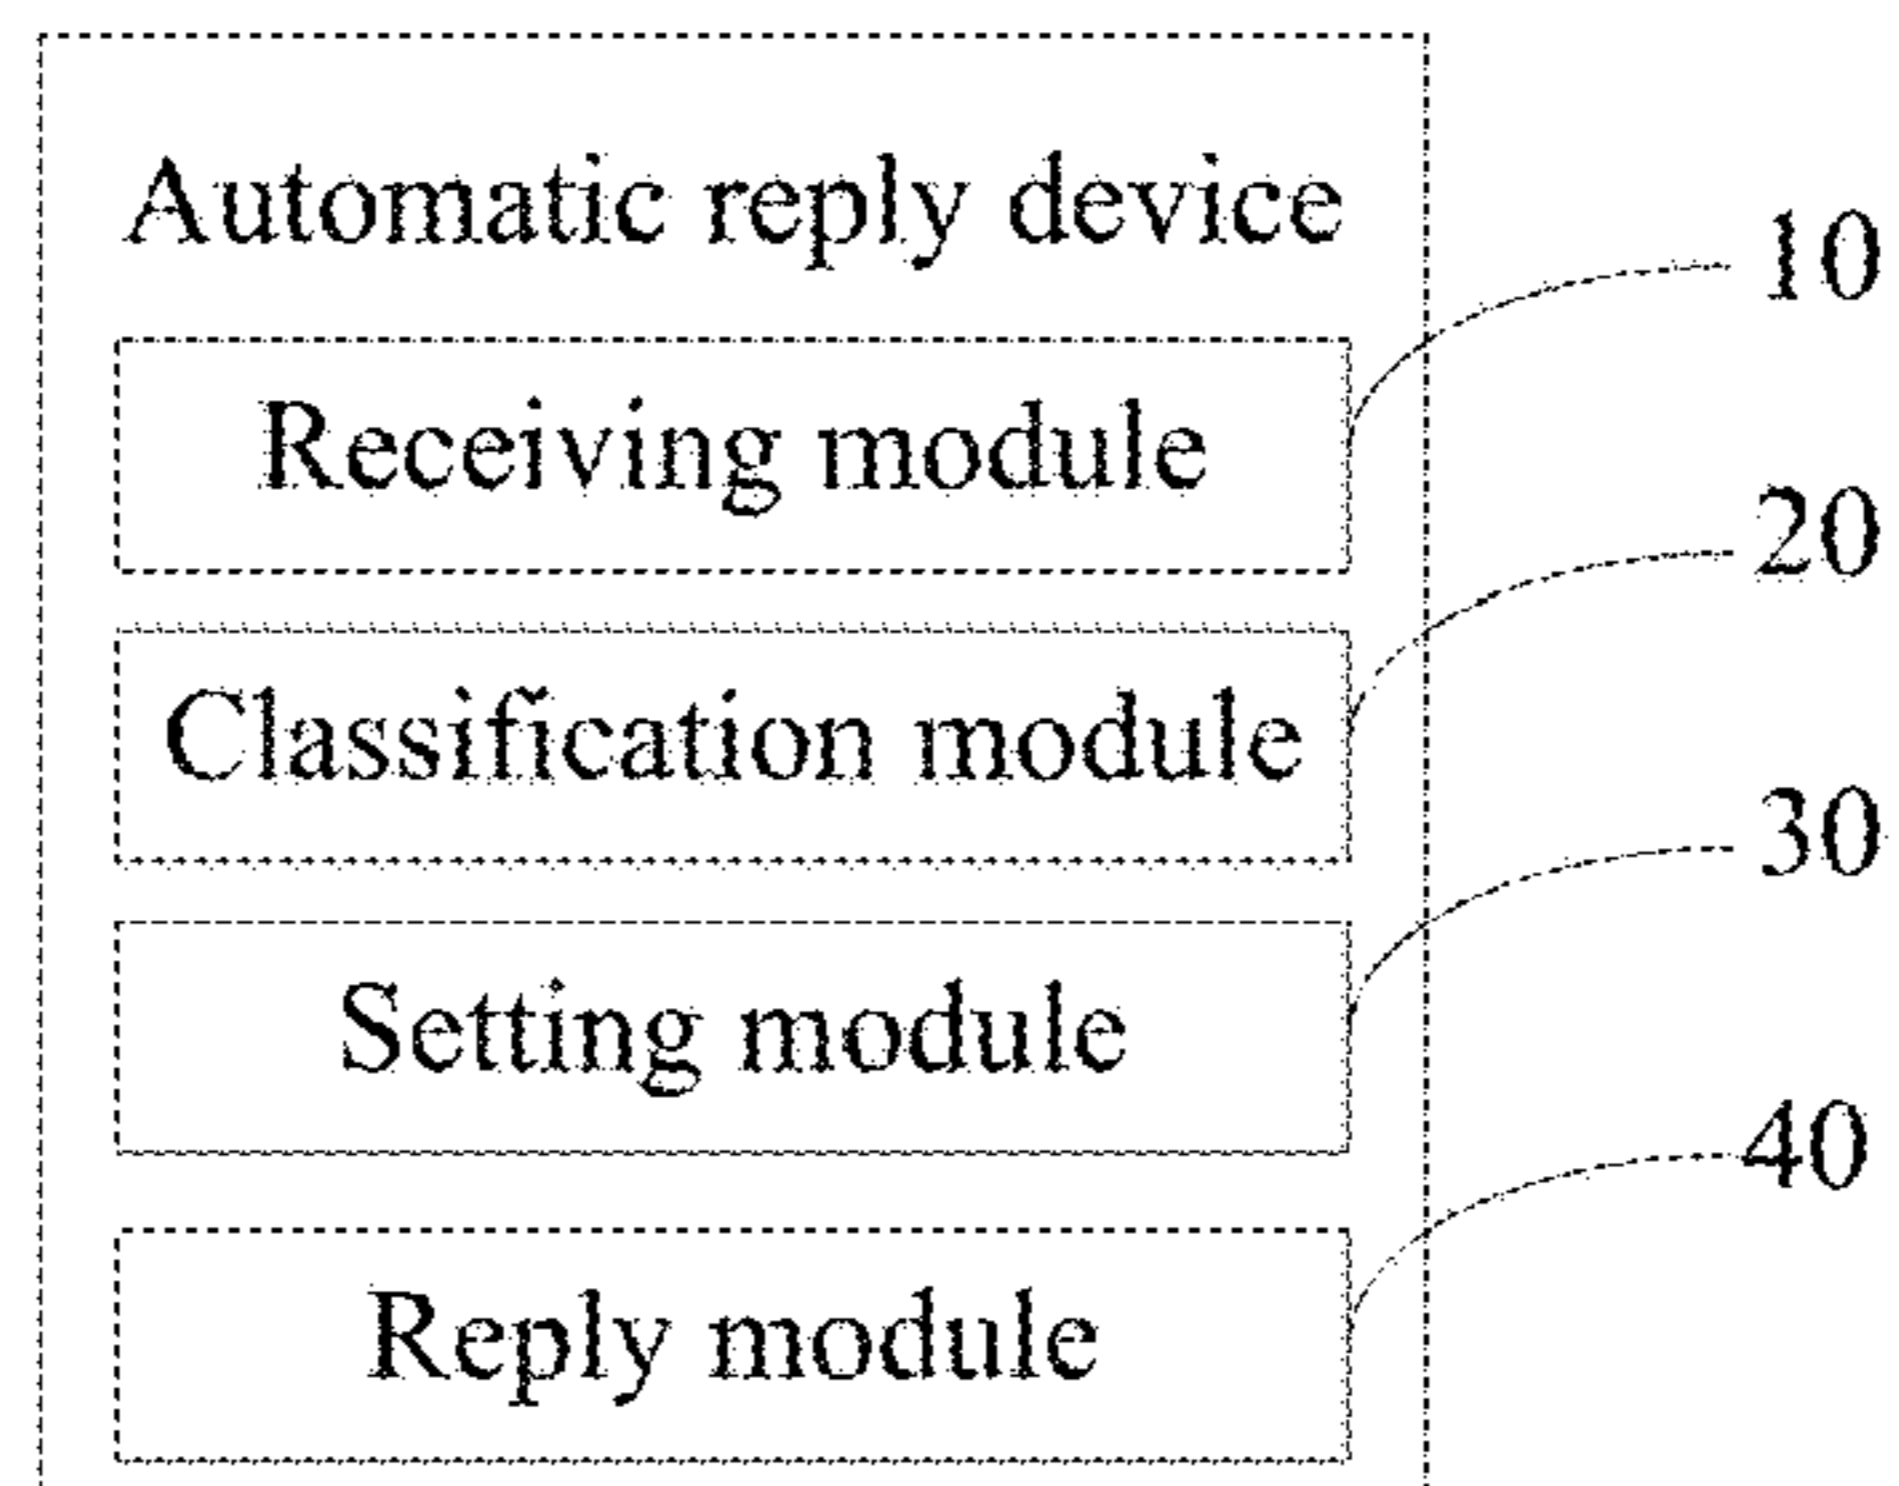 Automatic reply device
10
Receiving module
20
Classification module
30
Setting module
40
Reply module